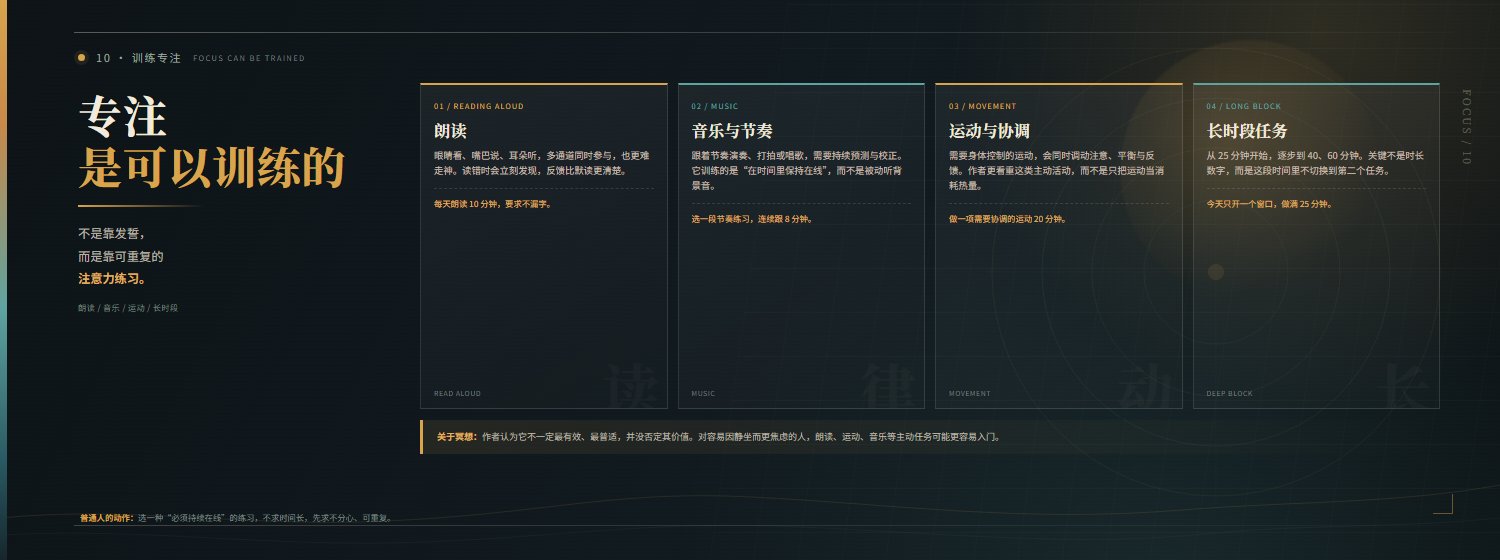 10 · 训练专注 FOCUS CAN BE TRAINED
专注
是可以训练的
不是靠发誓，
而是靠可重复的
注意力练习。
朗读 / 音乐 / 运动 / 长时段
01 / READING ALOUD
朗读
眼睛看、嘴巴说、耳朵听，多通道同时参与，也更难
走神。读错时会立刻发现，反馈比默读更清楚。
每天朗读 10 分钟，要求不漏字。
读
READ ALOUD
02 / MUSIC
音乐与节奏
跟着节奏演奏、打拍或唱歌，需要持续预测与校正。
它训练的是“在时间里保持在线”，而不是被动听背
景音。
选一段节奏练习，连续跟 8 分钟。
律
MUSIC
03 / MOVEMENT
运动与协调
需要身体控制的运动，会同时调动注意、平衡与反
馈。作者更看重这类主动活动，而不是只把运动当消
耗热量。
做一项需要协调的运动 20 分钟。
动
MOVEMENT
04 / LONG BLOCK
长时段任务
从 25 分钟开始，逐步到 40、60 分钟。关键不是时长
数字，而是这段时间里不切换到第二个任务。
今天只开一个窗口，做满 25 分钟。
长
DEEP BLOCK
FOCUS / 10
关于冥想：作者认为它不一定最有效、最普适，并没否定其价值。对容易因静坐而更焦虑的人，朗读、运动、音乐等主动任务可能更容易入门。
普通人的动作：选一种“必须持续在线”的练习，不求时间长，先求不分心、可重复。